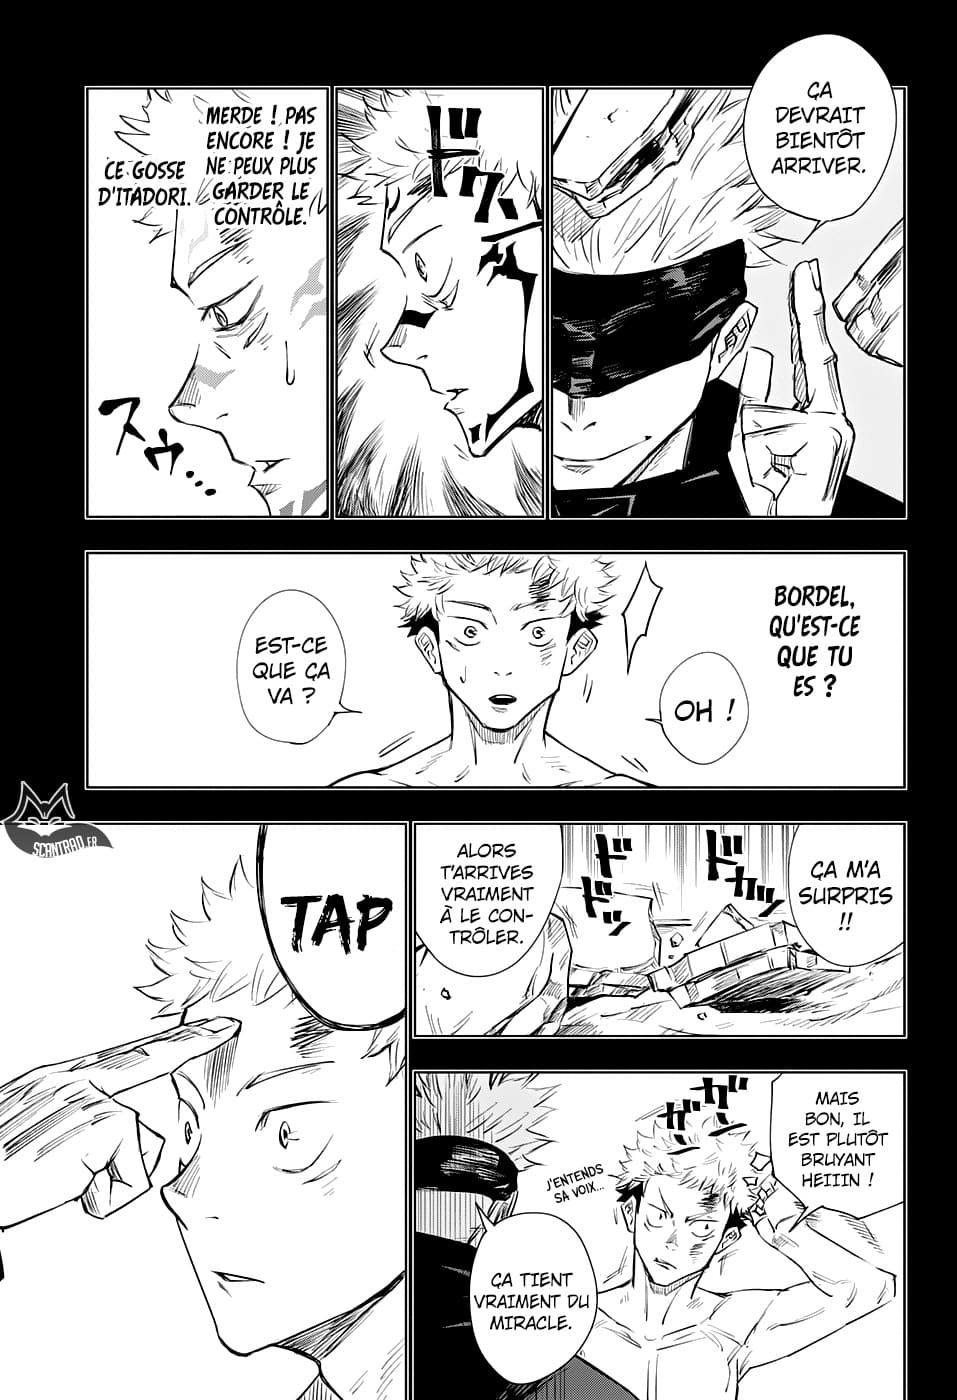 ÇA
DEVRAIT
BIENTÔT
ARRIVER.
ドクン、
MERDE ! PAS
ENCORE ! JE
NE PEUX PLUS
GARDER LE
CONTRÔLE.
CE GOSSE
D'ITADORI.
スゥ...
BORDEL,
QU'EST-CE
QUE TU
ES ?
OH !
EST-CE
QUE ÇA
VA ?
ÇA M'A
SURPRIS
!!
ドカッ
ドド
ALORS
T'ARRIVES
VRAIMENT
À LE CON-
TRÔLER.
MAIS
BON, IL
EST PLUTÔT
BRUYANT
HEIIIN !
ガッ ガッ
J'ENTENDS
SA VOIX...
ÇA TIENT
VRAIMENT DU
MIRACLE.
TAP
SCANTRAD.FR